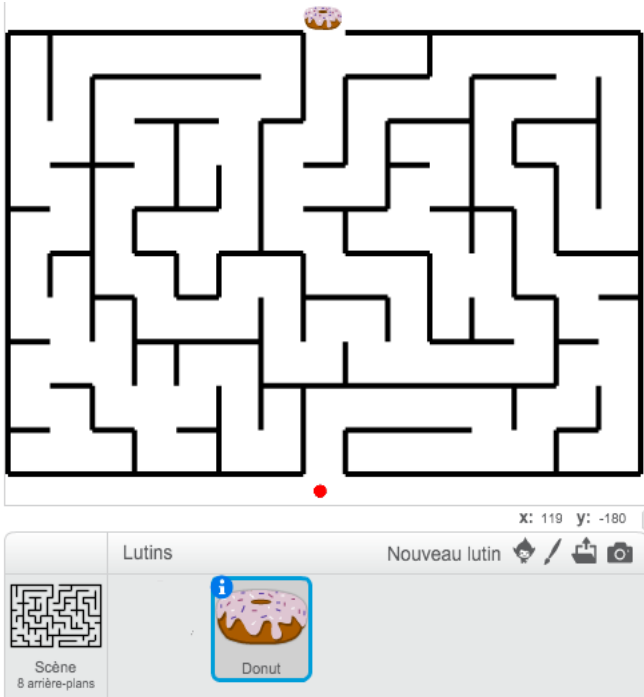 x: 119 y: -180
Lutins
Nouveau lutin
Scène
8 arrière-plans
Donut